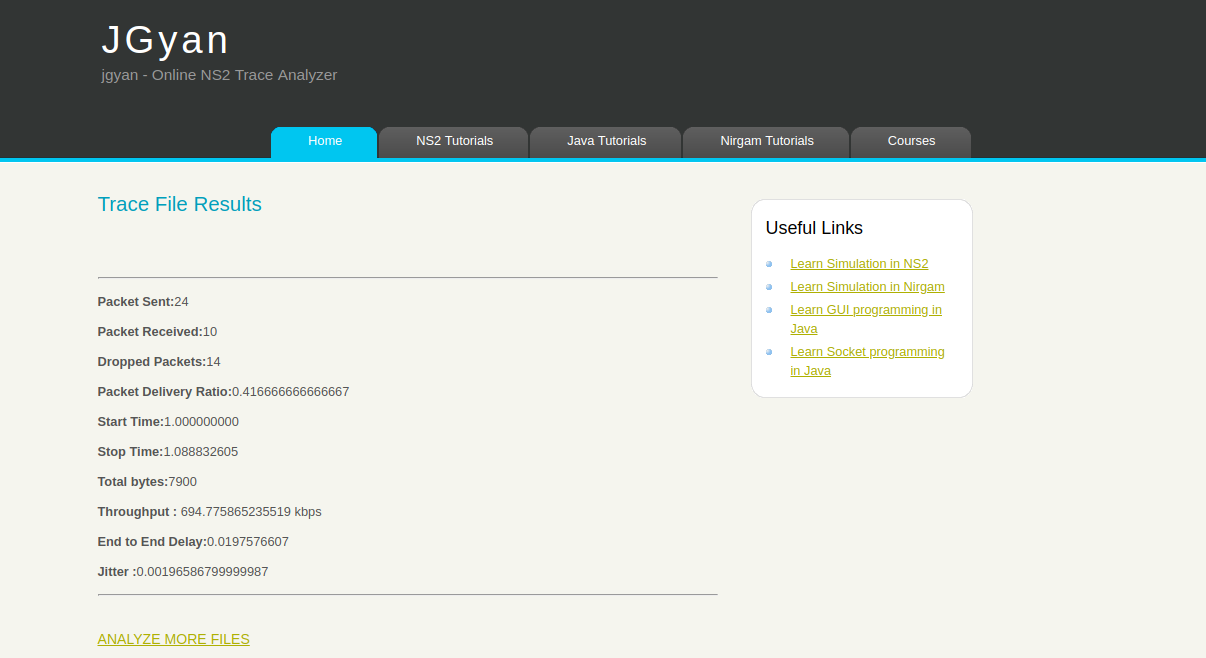 JGyan
jgyan - Online NS2 Trace Analyzer
Home
NS2 Tutorials
Java Tutorials
Nirgam Tutorials
Courses
Trace File Results
Packet Sent:24
Packet Received:10
Dropped Packets:14
Packet Delivery Ratio:0.416666666666667
Start Time:1.000000000
Stop Time:1.088832605
Total bytes:7900
Throughput : 694.775865235519 kbps
End to End Delay:0.0197576607
Jitter :0.00196586799999987
ANALYZE MORE FILES
Useful Links
Learn Simulation in NS2
Learn Simulation in Nirgam
Learn GUI programming in
Java
Learn Socket programming
in Java